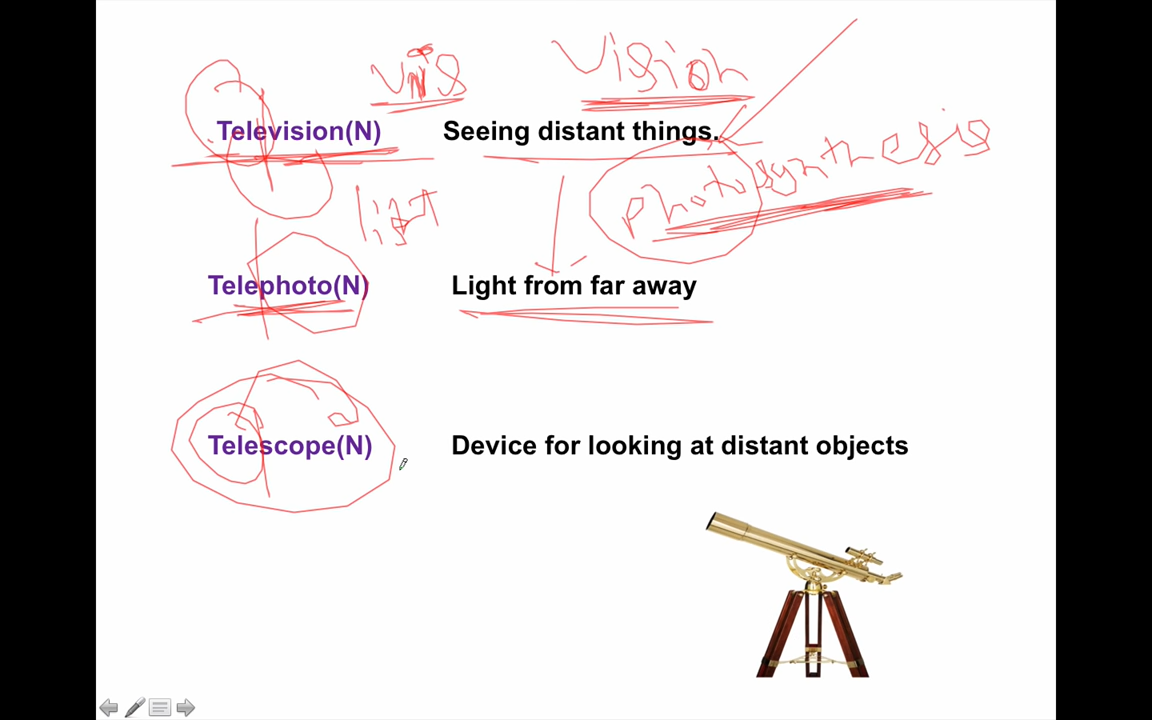 vis Vision
Television(N) Seeing distant things.
light Photosynthesis
Telephoto(N) Light from far away
Telescope(N) Device for looking at distant objects